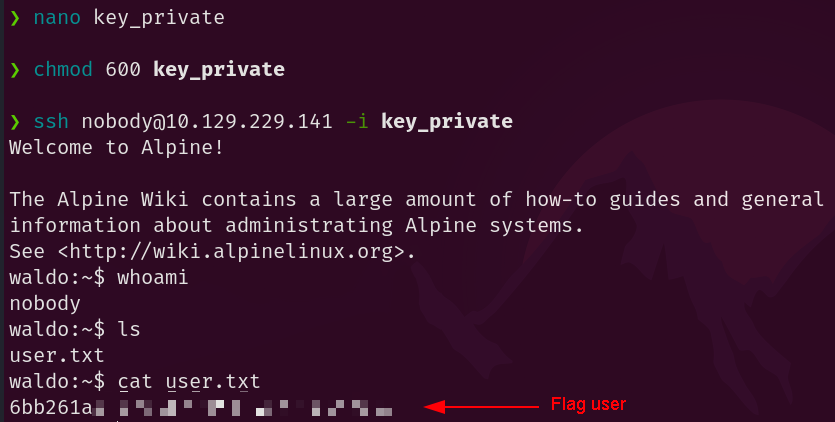 ❯ nano key_private
❯ chmod 600 key_private
❯ ssh nobody@10.129.229.141 -i key_private
Welcome to Alpine!
The Alpine Wiki contains a large amount of how-to guides and general
information about administrating Alpine systems.
See <http://wiki.alpinelinux.org>.
waldo:~$ whoami
nobody
waldo:~$ ls
user.txt
waldo:~$ cat user.txt
6bb261a Flag user